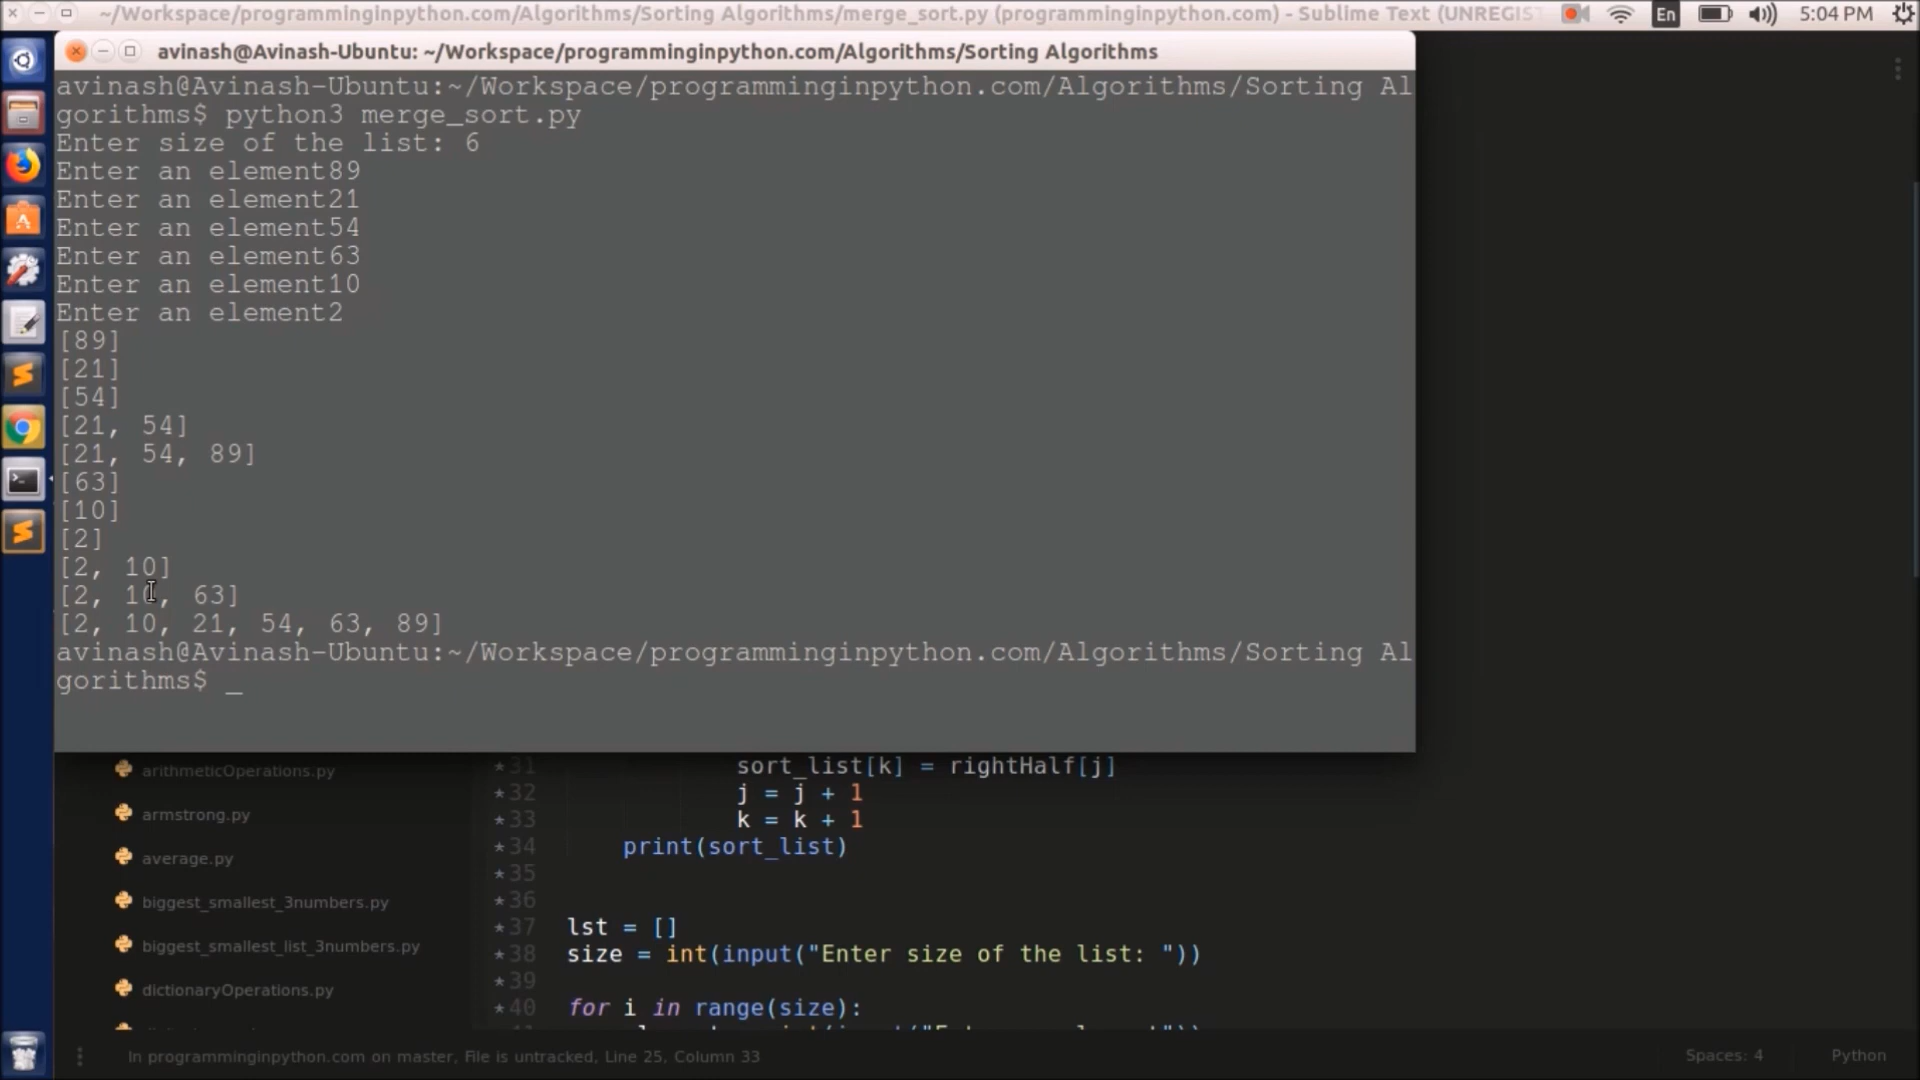 ~/Workspace/programminginpython.com/Algorithms/Sorting Algorithms/merge_sort.py (programminginpython.com) - Sublime Text (UNREGIST
En
5:04 PM
avinash@Avinash-Ubuntu: ~/Workspace/programminginpython.com/Algorithms/Sorting Algorithms
avinash@Avinash-Ubuntu:~/Workspace/programminginpython.com/Algorithms/Sorting Al
gorithms$ python3 merge_sort.py
Enter size of the list: 6
Enter an element89
Enter an element21
Enter an element54
Enter an element63
Enter an element10
Enter an element2
[89]
[21]
[54]
[21, 54]
[21, 54, 89]
[63]
[10]
[2]
[2, 10]
[2, 10, 63]
[2, 10, 21, 54, 63, 89]
avinash@Avinash-Ubuntu:~/Workspace/programminginpython.com/Algorithms/Sorting Al
gorithms$ _
arithmeticOperations.py
armstrong.py
average.py
biggest_smallest_3numbers.py
biggest_smallest_list_3numbers.py
dictionaryOperations.py
31 sort_list[k] = rightHalf[j]
32 j = j + 1
33 k = k + 1
34 print(sort_list)
35
36
37 lst = []
38 size = int(input("Enter size of the list: "))
39
40 for i in range(size):
In programminginpython.com on master, File is untracked, Line 25, Column 33
Spaces: 4
Python